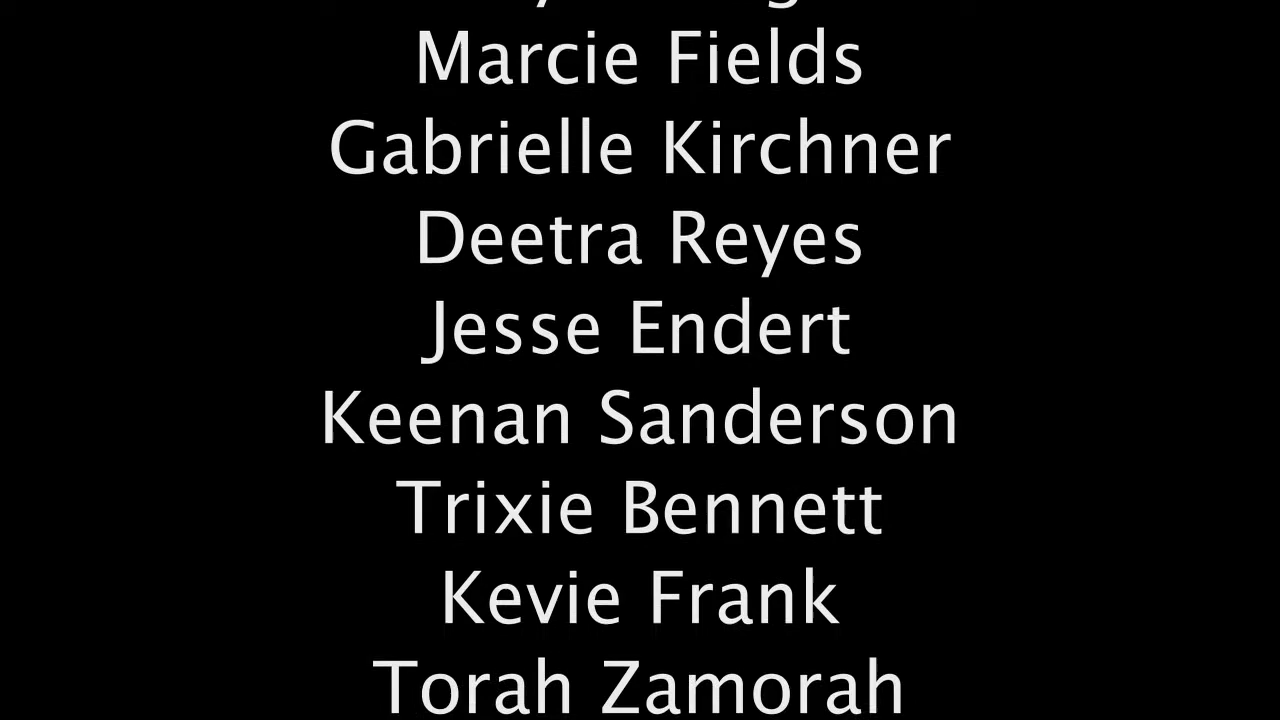 Marcie Fields
Gabrielle Kirchner
Deetra Reyes
Jesse Endert
Keenan Sanderson
Trixie Bennett
Kevie Frank
Torah Zamorah